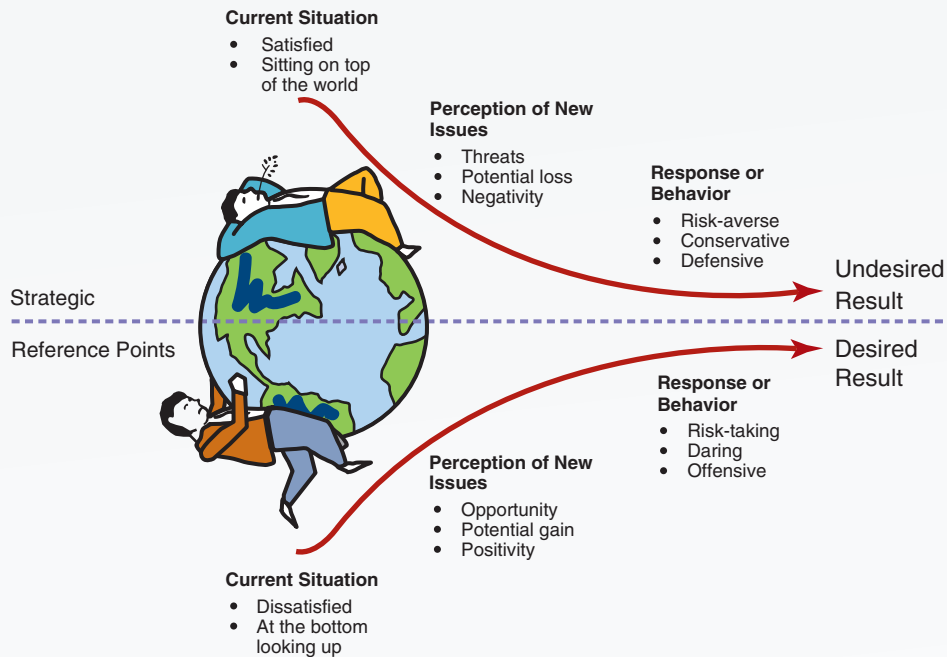 Current Situation
• Satisfied
• Sitting on top
of the world
Perception of New
Issues
• Threats
• Potential loss
• Negativity
Response or
Behavior
• Risk-averse
• Conservative
• Defensive
Undesired
Result
Strategic
Reference Points
Desired
Result
Response or
Behavior
• Risk-taking
• Daring
• Offensive
Perception of New
Issues
• Opportunity
• Potential gain
• Positivity
Current Situation
• Dissatisfied
• At the bottom
looking up